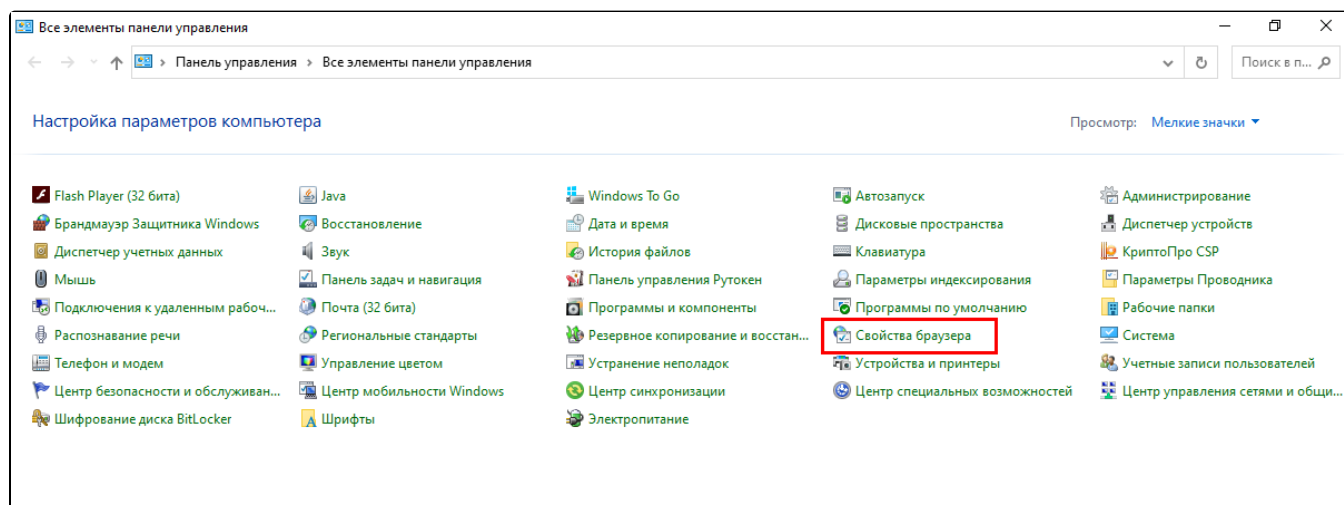 Все элементы панели управления
Панель управления > Все элементы панели управления
Поиск в п...
Настройка параметров компьютера
Просмотр: Мелкие значки
Flash Player (32 бита)
Java
Windows To Go
Автозапуск
Администрирование
Брандмауэр Защитника Windows
Восстановление
Дата и время
Дисковые пространства
Диспетчер устройств
Диспетчер учетных данных
Звук
История файлов
Клавиатура
КриптоПро CSP
Мышь
Панель задач и навигация
Панель управления Рутокен
Параметры индексирования
Параметры Проводника
Подключения к удаленным рабоч...
Почта (32 бита)
Программы и компоненты
Программы по умолчанию
Рабочие папки
Распознавание речи
Региональные стандарты
Резервное копирование и восстан...
Свойства браузера
Система
Телефон и модем
Управление цветом
Устранение неполадок
Устройства и принтеры
Учетные записи пользователей
Центр безопасности и обслуживан...
Центр мобильности Windows
Центр синхронизации
Центр специальных возможностей
Центр управления сетями и общи...
Шифрование диска BitLocker
Шрифты
Электропитание